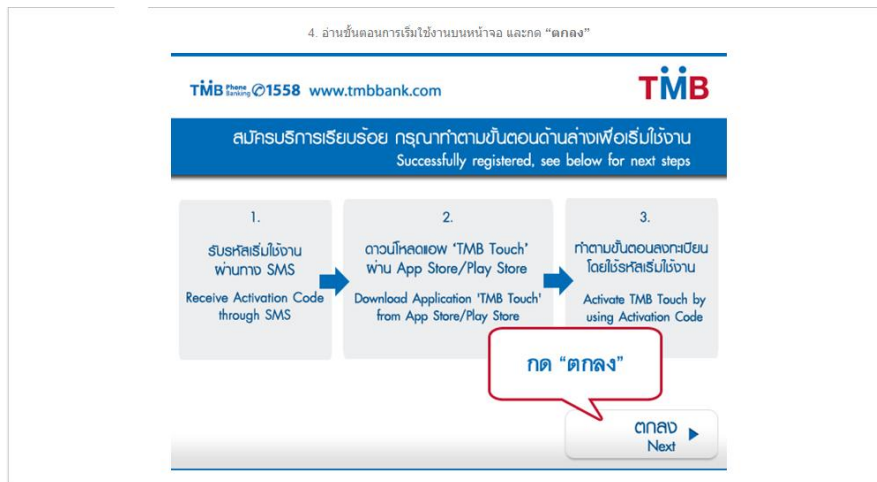 4. อ่านขั้นตอนการเริ่มใช้งานบนหน้าจอ และกด “ตกลง”
TMB Phone Banking 1558 www.tmbbank.com
TMB
สมัครบริการเรียบร้อย กรุณาทำตามขั้นตอนด้านล่างเพื่อเริ่มใช้งาน
Successfully registered, see below for next steps
1.
รับรหัสเริ่มใช้งาน
ผ่านทาง SMS
Receive Activation Code
through SMS
2.
ดาวน์โหลดแอพ ‘TMB Touch’
ผ่าน App Store/Play Store
Download Application 'TMB Touch'
from App Store/Play Store
3.
ทำตามขั้นตอนลงทะเบียน
โดยใช้รหัสเริ่มใช้งาน
Activate TMB Touch by
using Activation Code
กด “ตกลง”
ตกลง
Next